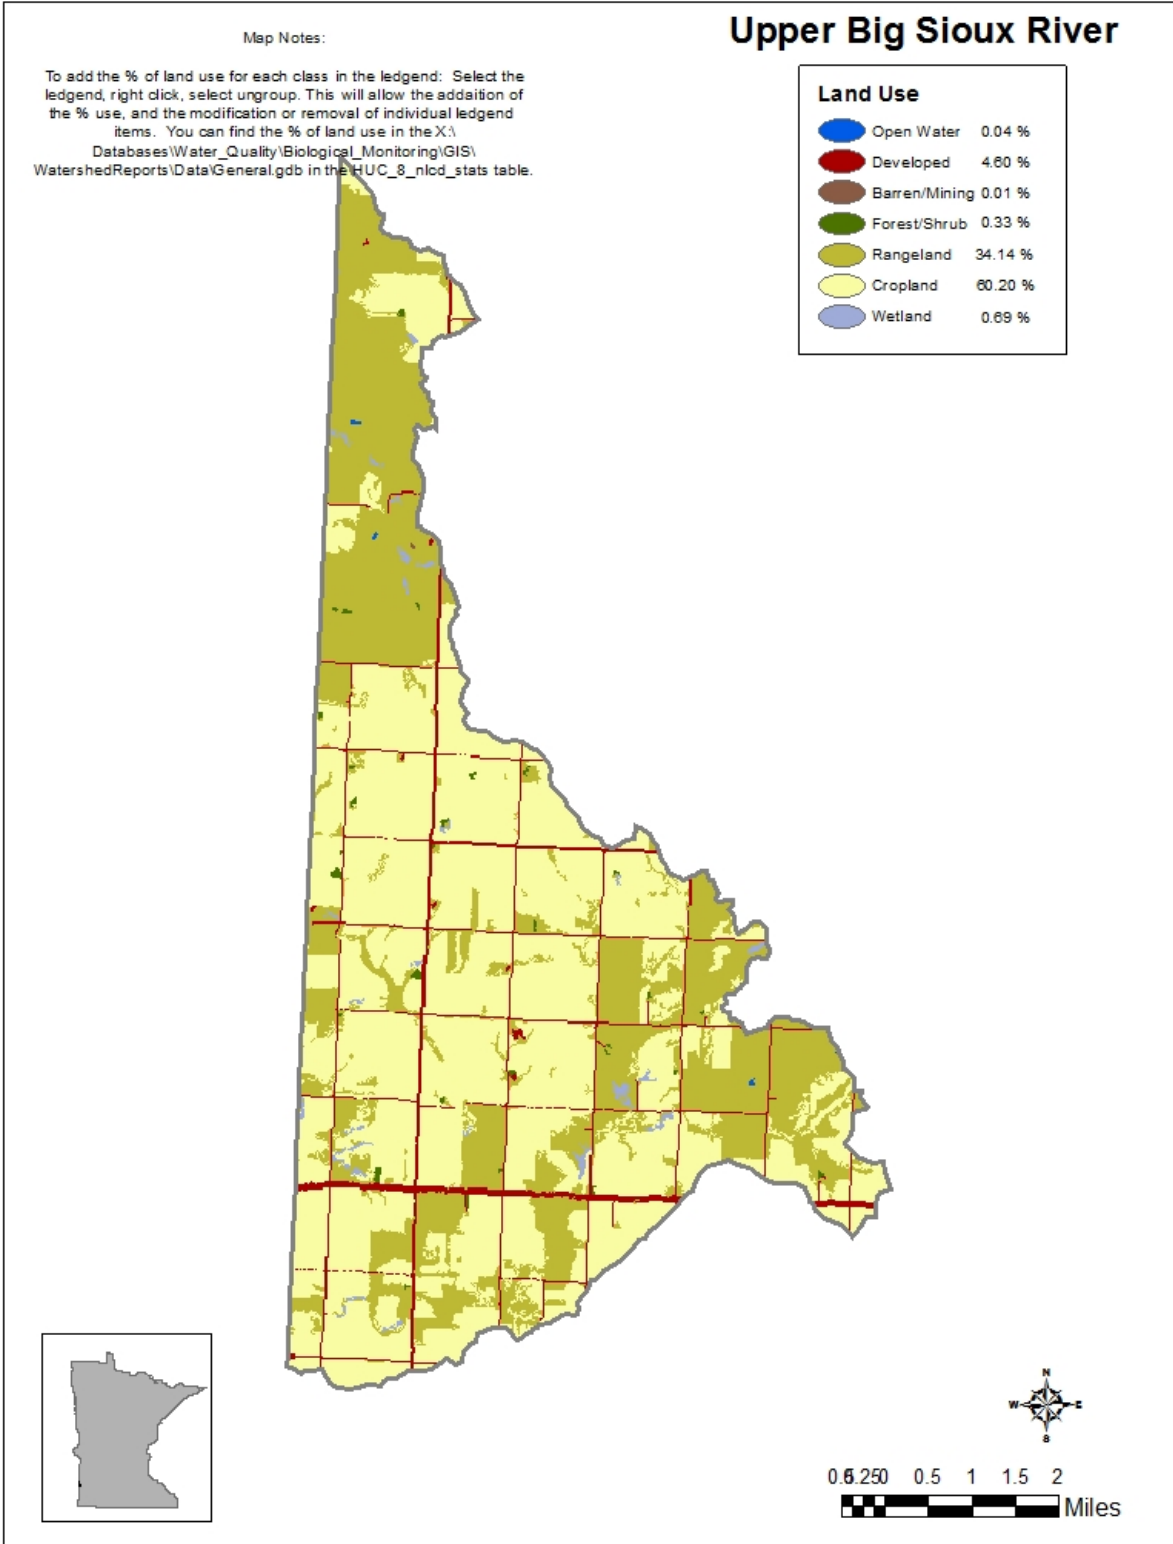 Upper Big Sioux River
Map Notes:
To add the % of land use for each class in the ledgend: Select the
ledgend, right click, select ungroup. This will allow the addaition of
the % use, and the modification or removal of individual ledgend
items. You can find the % of land use in the X:\
Databases\Water_Quality\Biological_Monitoring\GIS\
WatershedReports\Data\General.gdb in the HUC_8_nlcd_stats table.
Land Use
Open Water 0.04 %
Developed 4.60 %
Barren/Mining 0.01 %
Forest/Shrub 0.33 %
Rangeland 34.14 %
Cropland 60.20 %
Wetland 0.69 %
N
W E
S
0.5 0.25 0 0.5 1 1.5 2
Miles